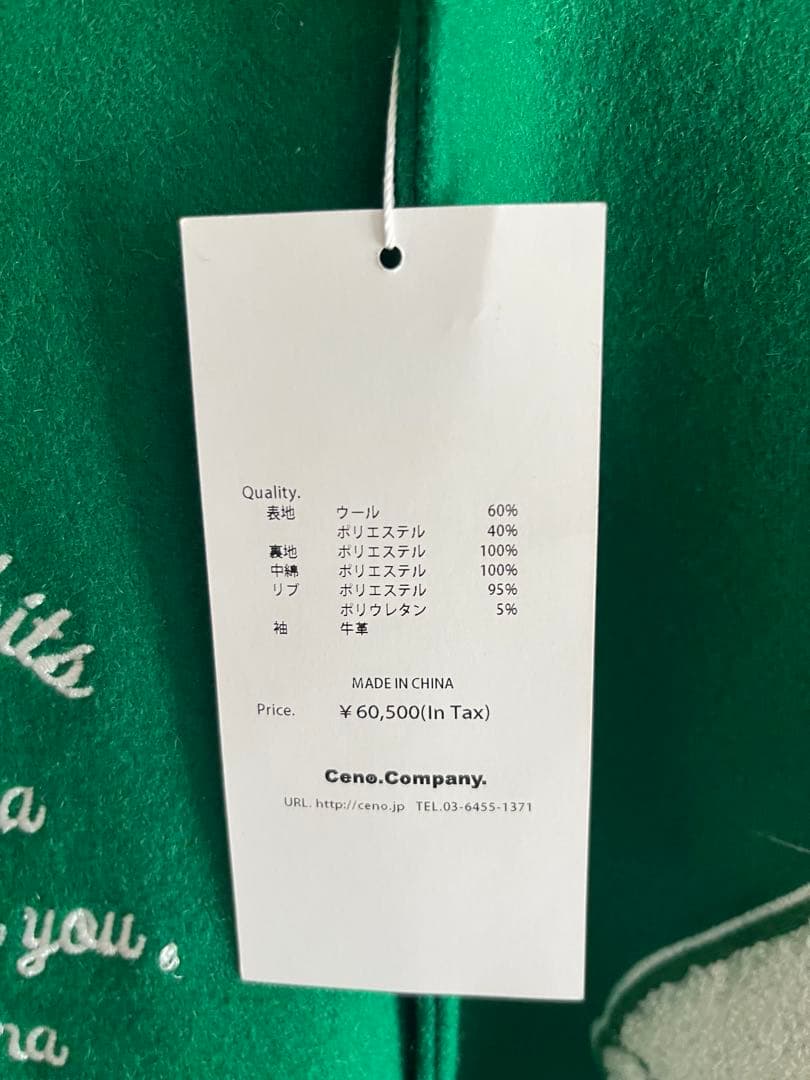 Quality.
表地 ウール 60%
ポリエステル 40%
裏地 ポリエステル 100%
中綿 ポリエステル 100%
リブ ポリエステル 95%
ポリウレタン 5%
袖 牛革
MADE IN CHINA
Price. ¥60,500(In Tax)
Ceno.Company.
URL. http://ceno.jp TEL.03-6455-1371
its
a
you.
na